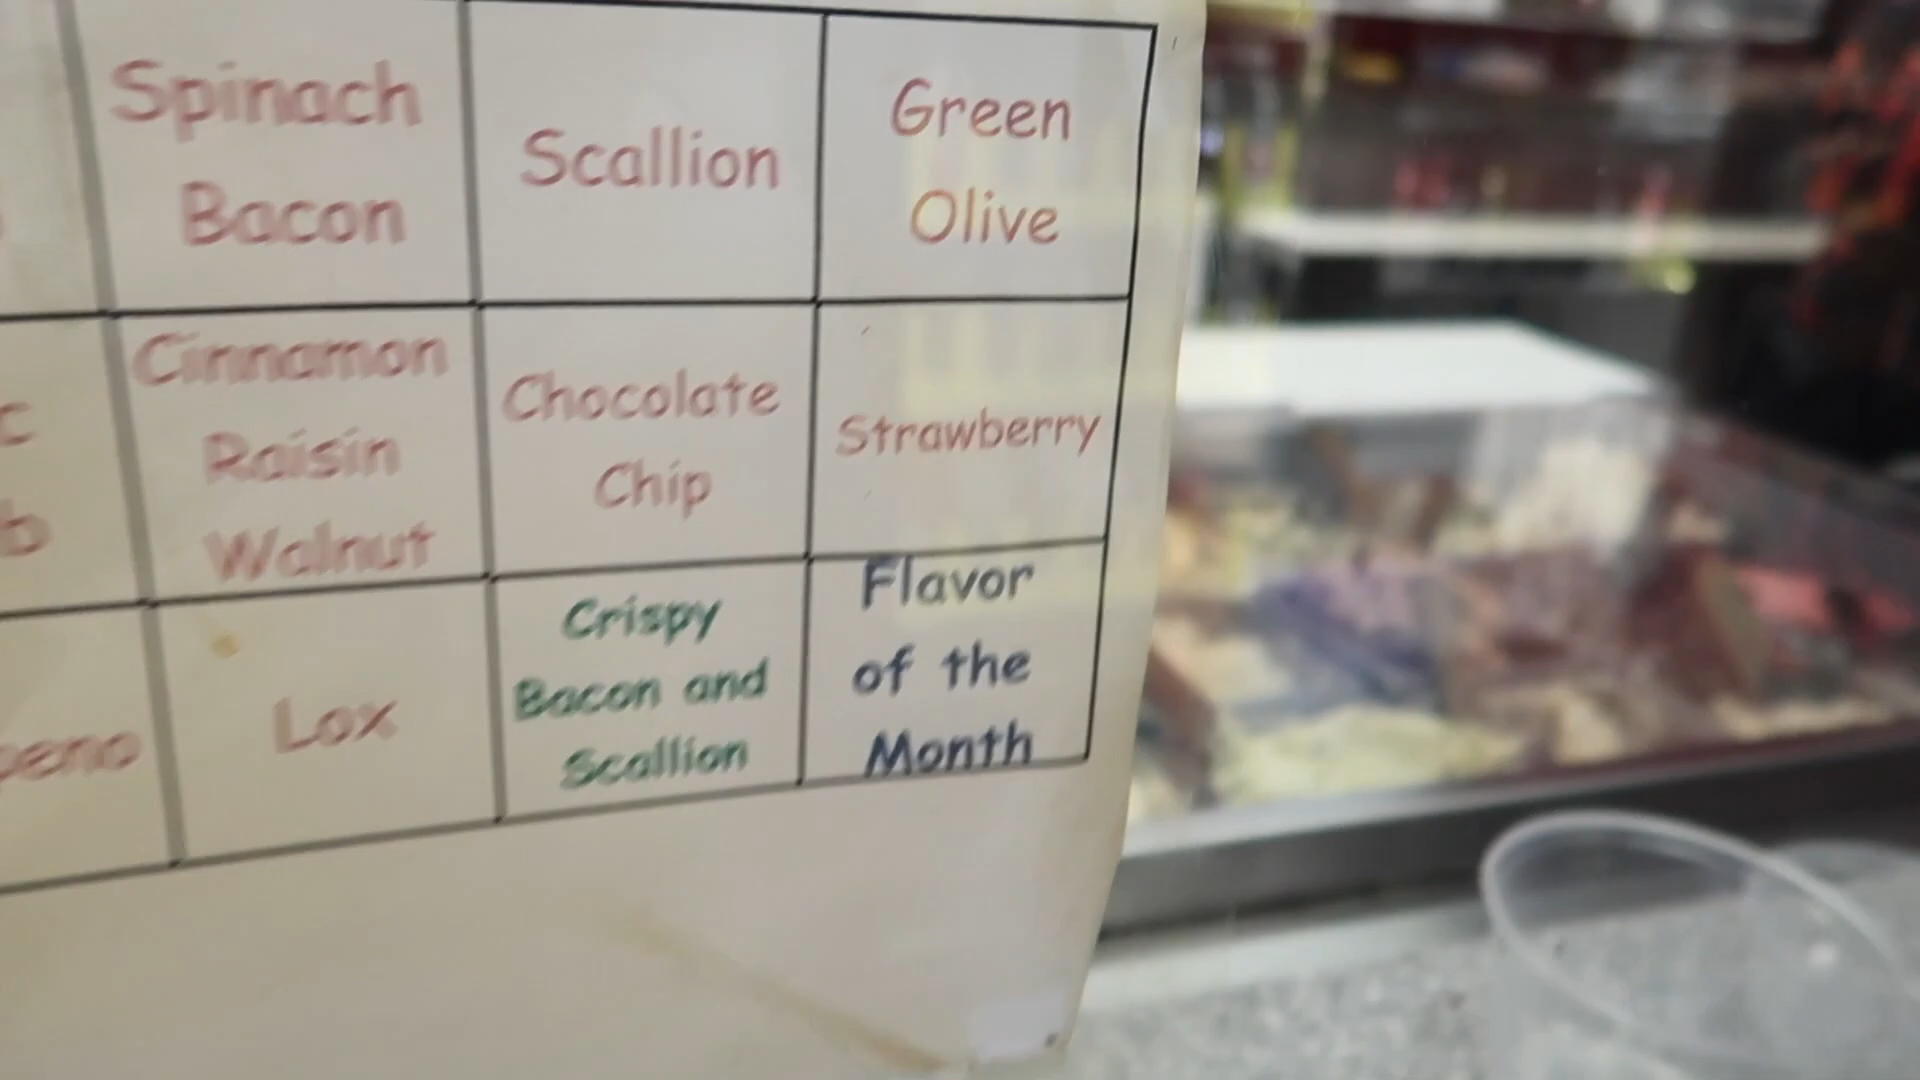 Spinach
Bacon
Scallion
Green
Olive
Cinnamon
Raisin
Walnut
Chocolate
Chip
Strawberry
Lox
Crispy
Bacon and
Scallion
Flavor
of the
Month